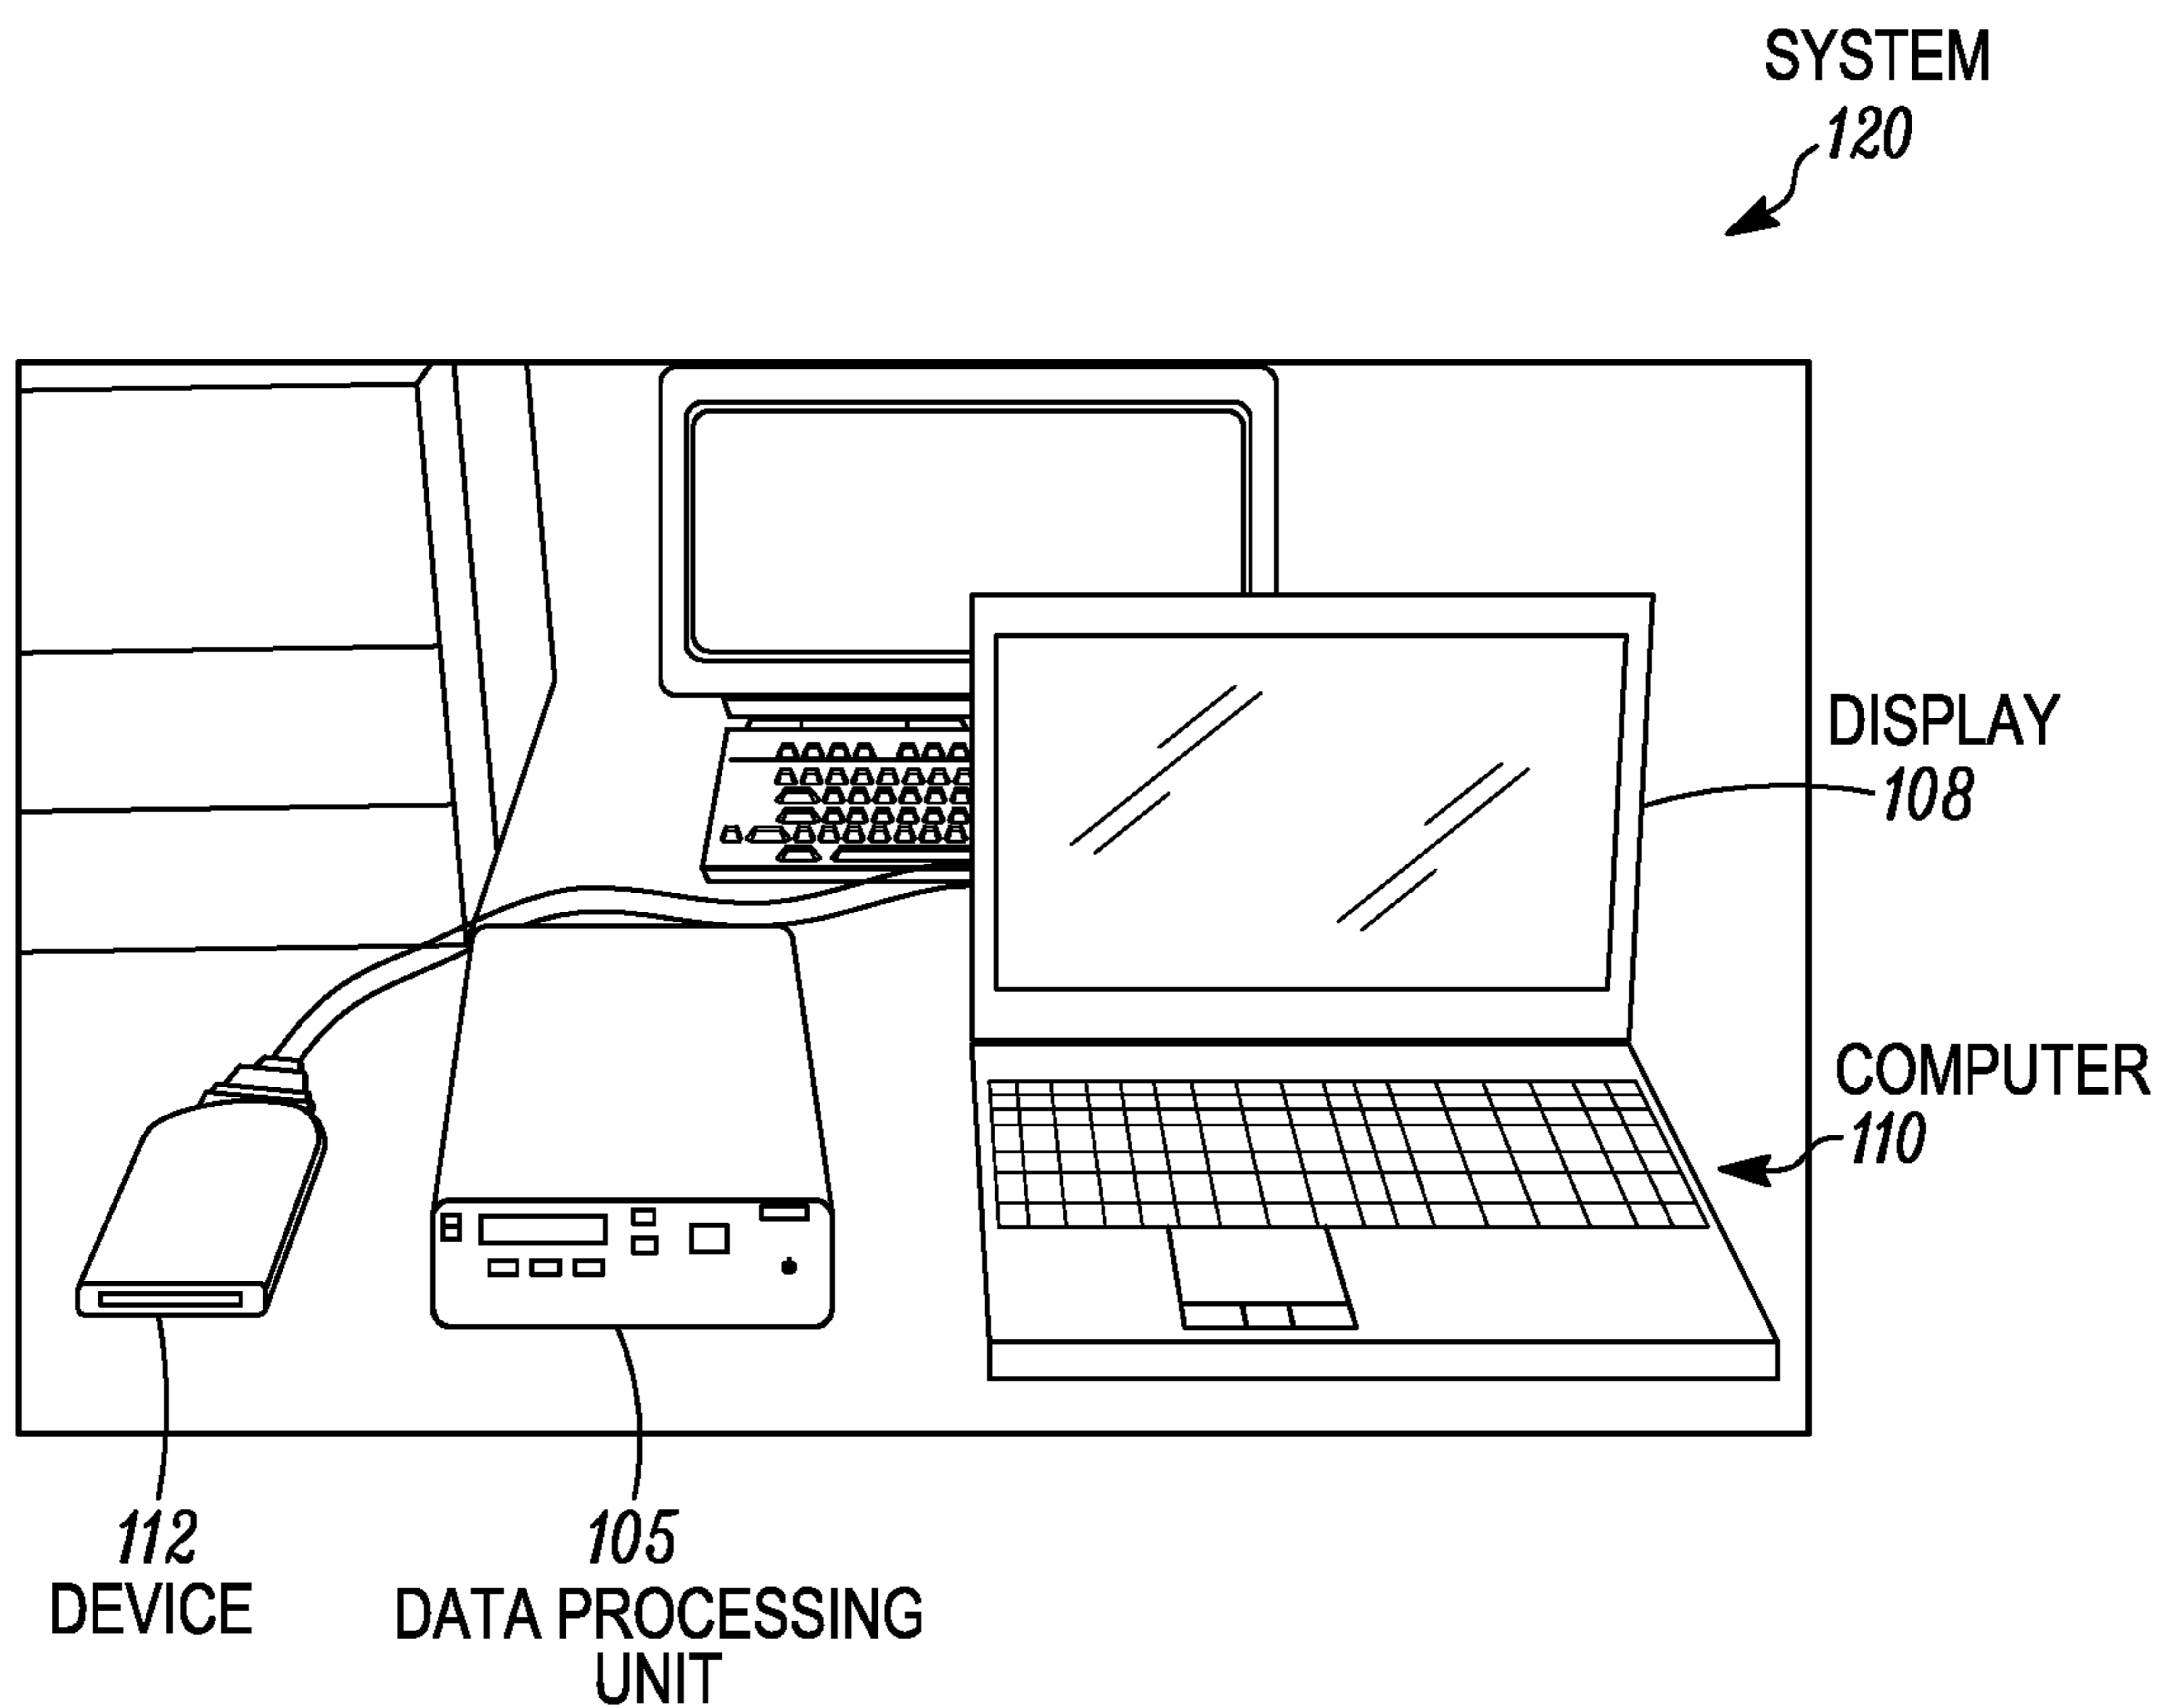 SYSTEM
120
DISPLAY
108
COMPUTER
110
112
DEVICE
105
DATA PROCESSING
UNIT